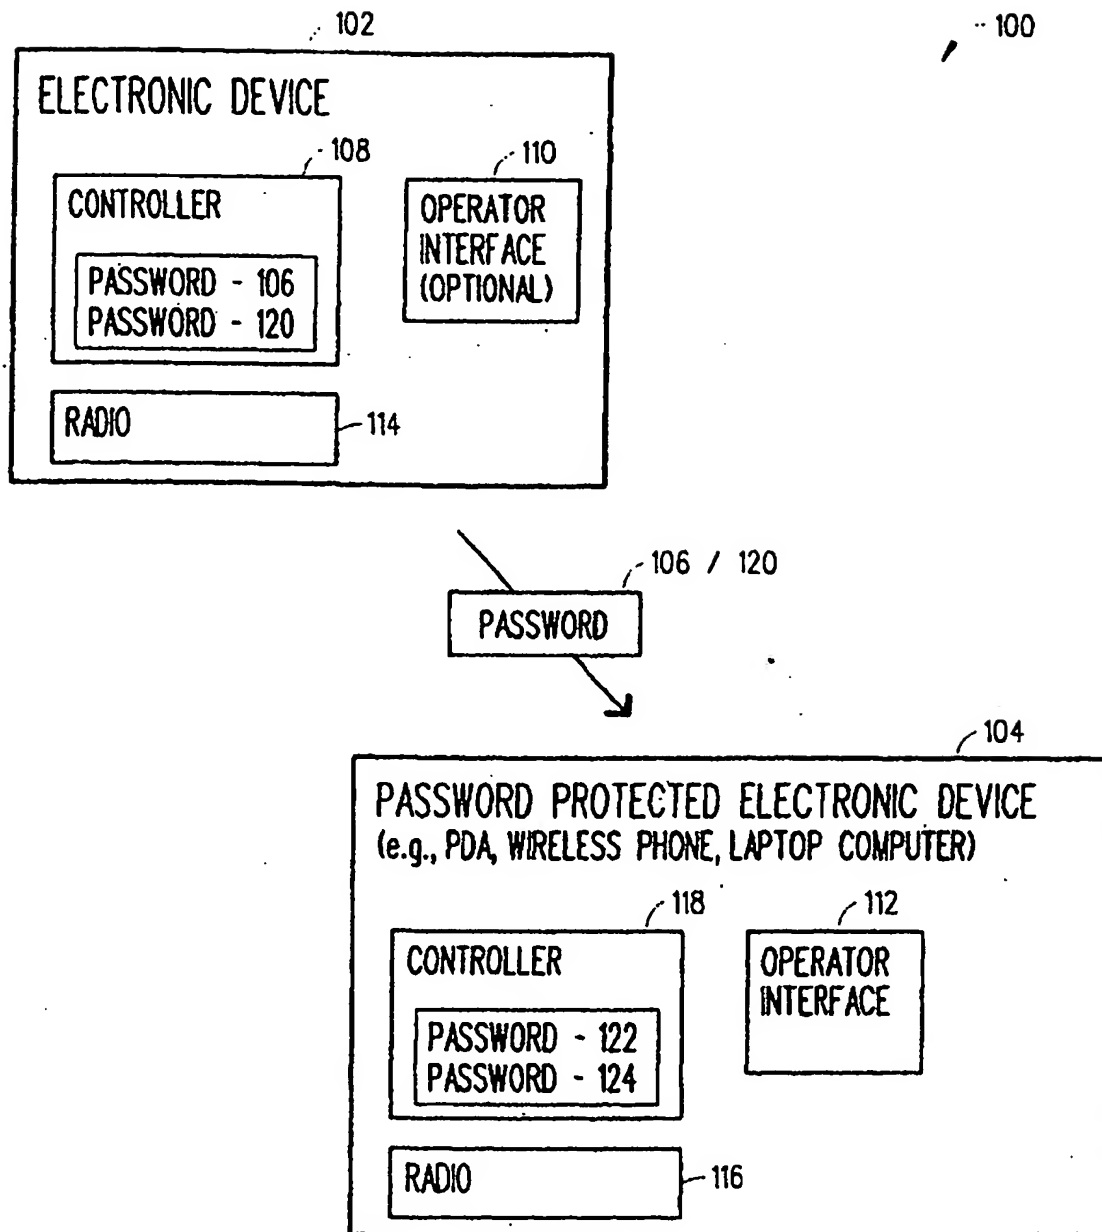 102
100
ELECTRONIC DEVICE
108
110
CONTROLLER
PASSWORD - 106
PASSWORD - 120
OPERATOR
INTERFACE
(OPTIONAL)
RADIO
114
106 / 120
PASSWORD
104
PASSWORD PROTECTED ELECTRONIC DEVICE
(e.g., PDA, WIRELESS PHONE, LAPTOP COMPUTER)
118
112
CONTROLLER
PASSWORD - 122
PASSWORD - 124
OPERATOR
INTERFACE
RADIO
116